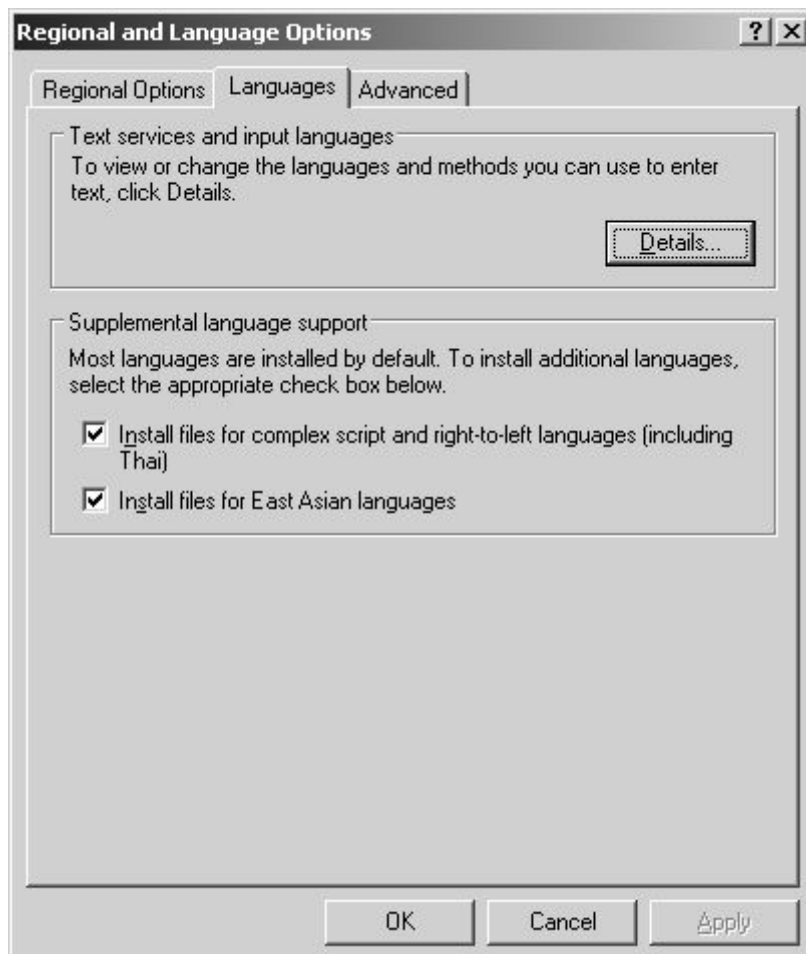 Regional and Language Options
Regional Options Languages Advanced
Text services and input languages
To view or change the languages and methods you can use to enter
text, click Details.
Details...
Supplemental language support
Most languages are installed by default. To install additional languages,
select the appropriate check box below.
Install files for complex script and right-to-left languages (including
Thai)
Install files for East Asian languages
OK Cancel Apply